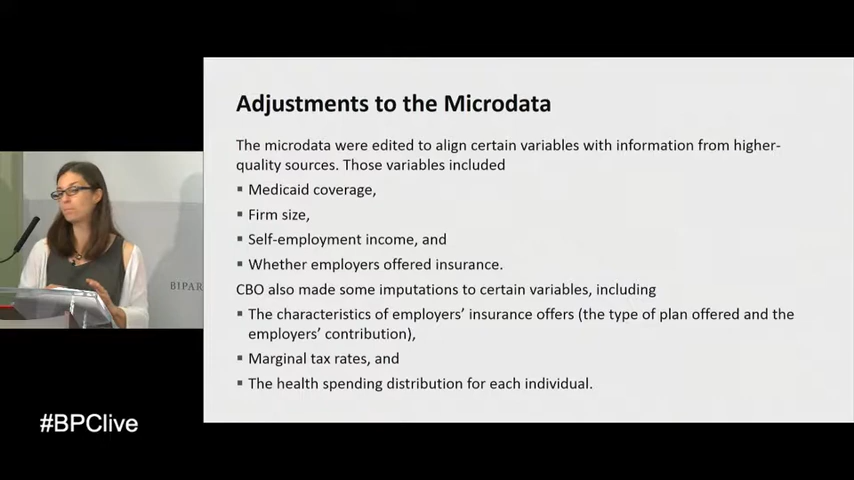 Adjustments to the Microdata
The microdata were edited to align certain variables with information from higher-
quality sources. Those variables included
▪ Medicaid coverage,
▪ Firm size,
▪ Self-employment income, and
▪ Whether employers offered insurance.
CBO also made some imputations to certain variables, including
▪ The characteristics of employers' insurance offers (the type of plan offered and the
employers' contribution),
▪ Marginal tax rates, and
▪ The health spending distribution for each individual.
BIPAR
#BPClive